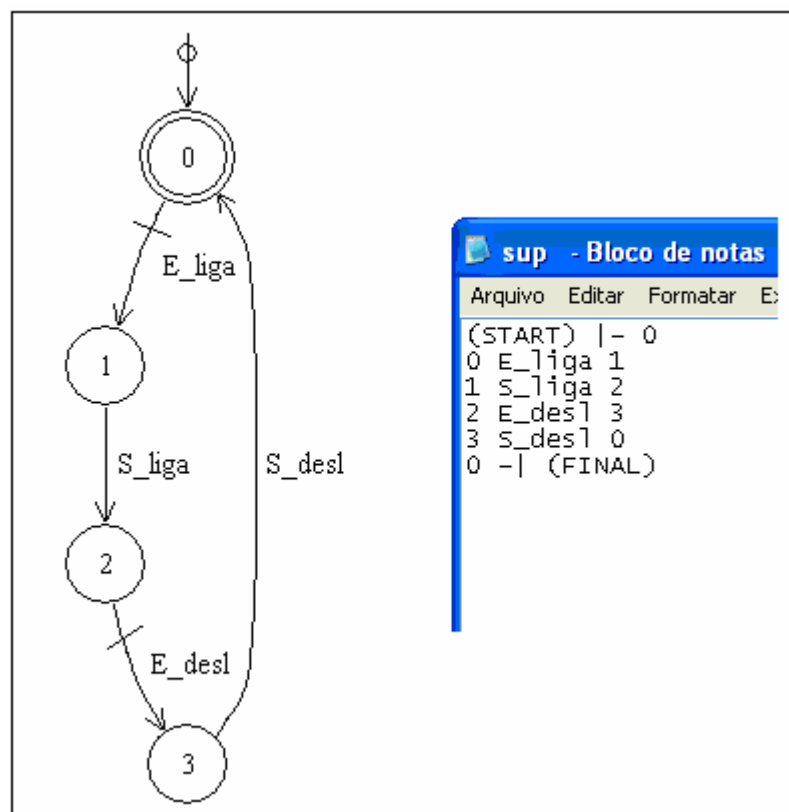 0
E_liga
1
S_liga
S_desl
2
E_desl
3
sup - Bloco de notas
Arquivo Editar Formatar
(START) |- 0
0 E_liga 1
1 S_liga 2
2 E_desl 3
3 S_desl 0
0 -| (FINAL)